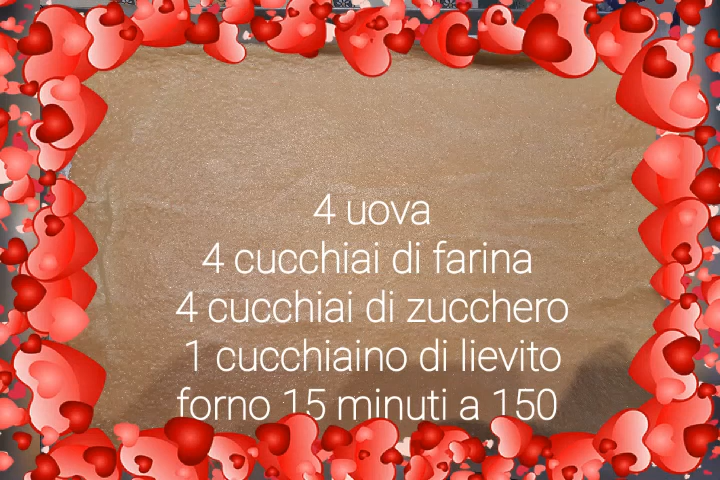 4 uova
4 cucchiai di farina
4 cucchiai di zucchero
1 cucchiaino di lievito
forno 15 minuti a 150